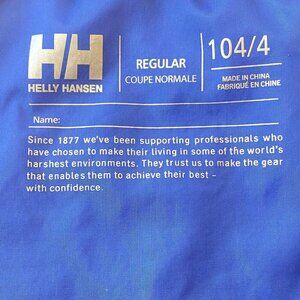 HH
HELLY HANSEN
REGULAR
COUPE NORMALE
104/4
MADE IN CHINA
FABRIQUÉ EN CHINE
Name:
Since 1877 we've been supporting professionals who
have chosen to make their living in some of the world's
harshest environments. They trust us to make the gear
that enables them to achieve their best –
with confidence.